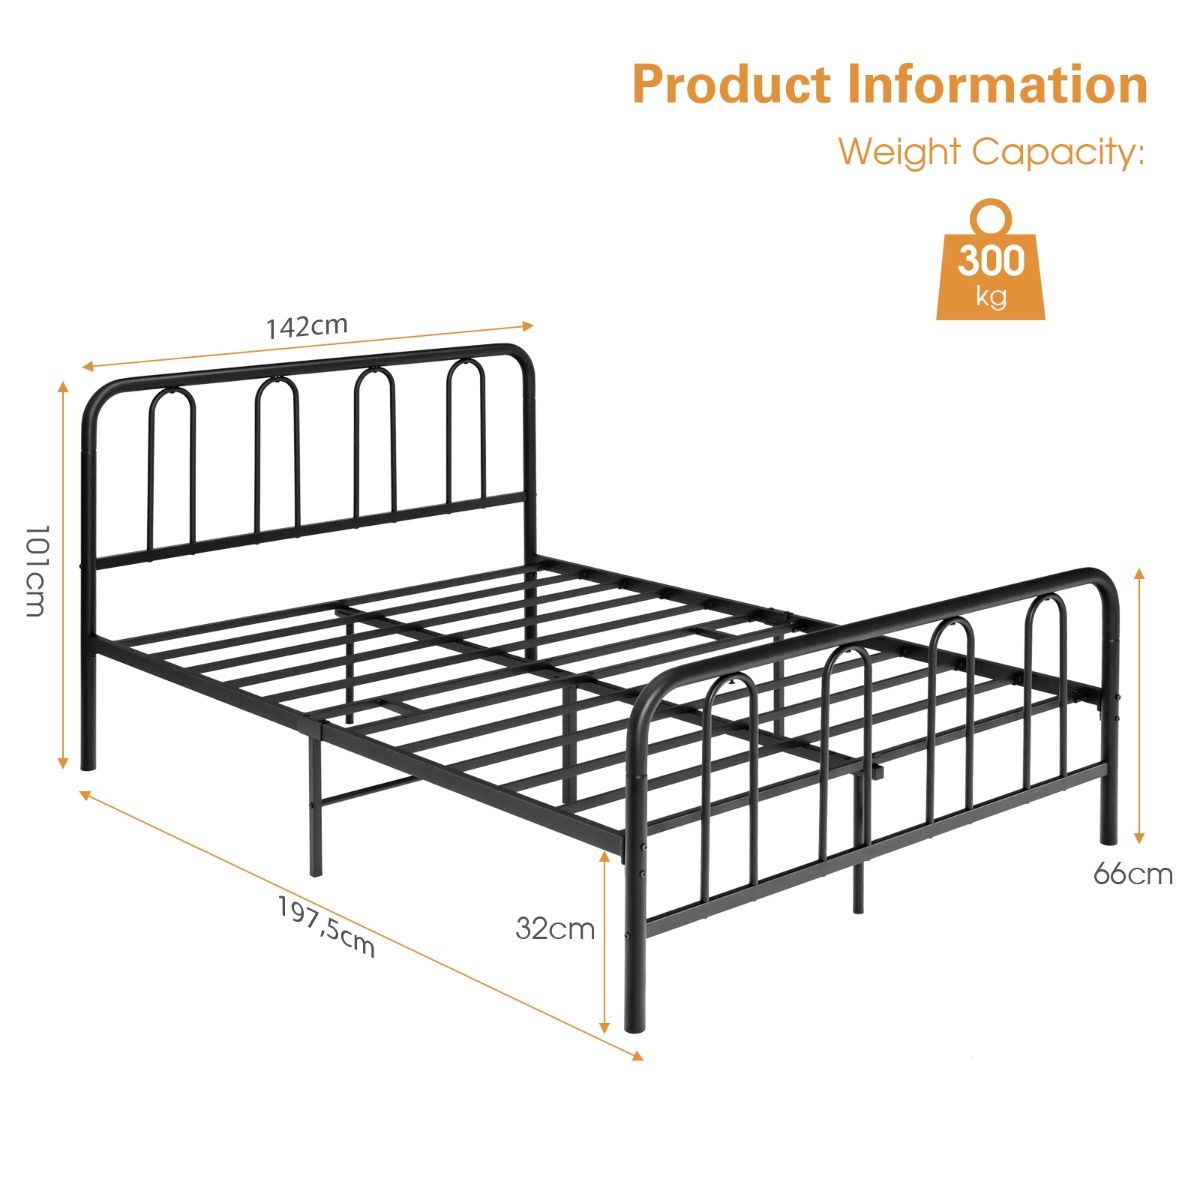 Product Information
Weight Capacity:
300
kg
142cm
101cm
197,5cm
32cm
66cm